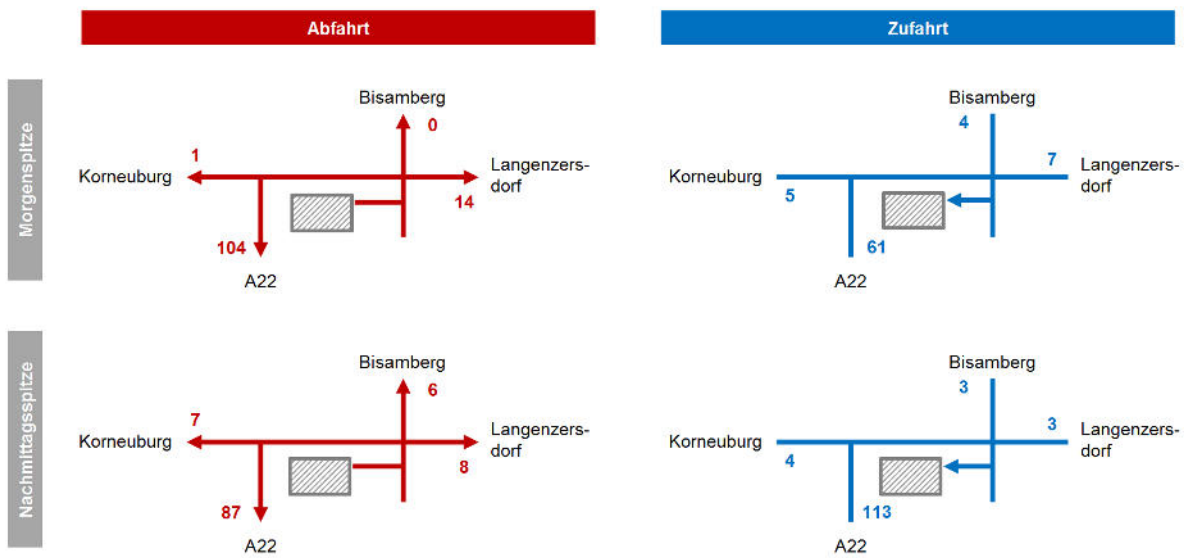 Abfahrt
Zufahrt
Morgenspitze
Bisamberg
0
1
Korneuburg
Langenzers-
dorf
14
104
A22
Bisamberg
4
7
Korneuburg
Langenzers-
dorf
5
61
A22
Nachmittagsspitze
Bisamberg
6
7
Korneuburg
Langenzers-
dorf
8
87
A22
Bisamberg
3
3
Korneuburg
Langenzers-
dorf
4
113
A22